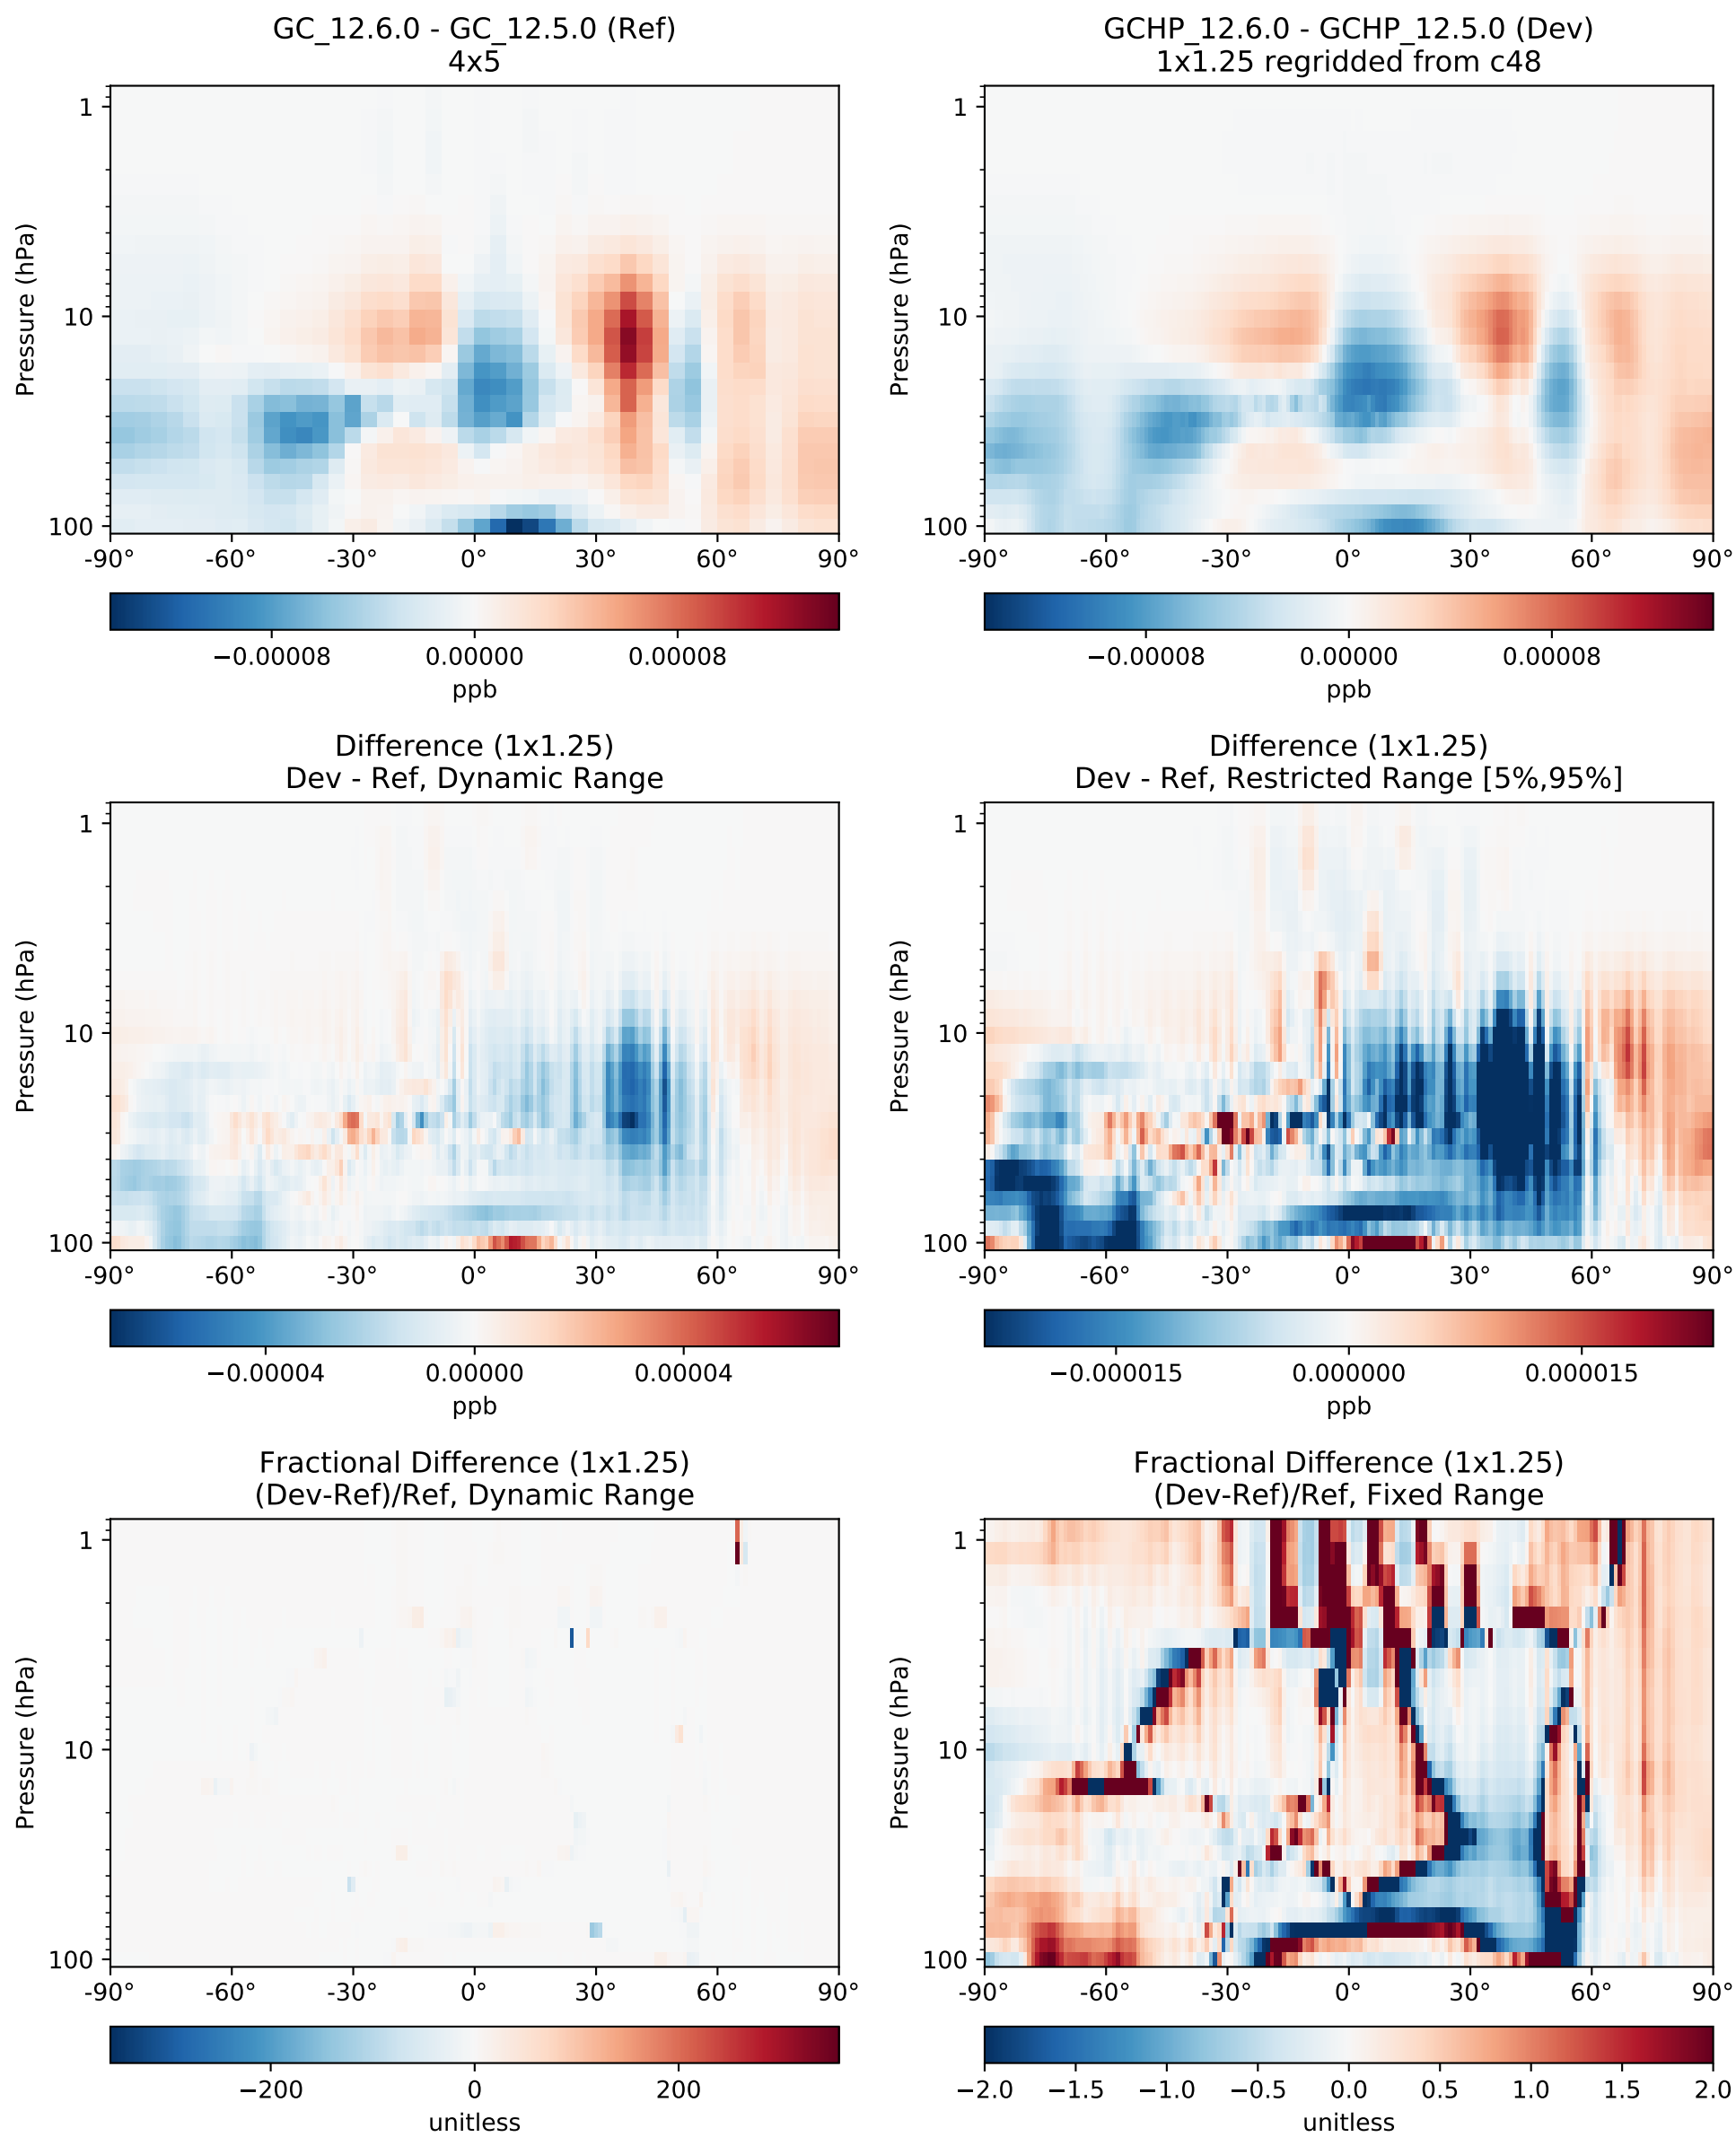 GC_12.6.0 - GC_12.5.0 (Ref)
4x5
GCHP_12.6.0 - GCHP_12.5.0 (Dev)
1x1.25 regridded from c48
Pressure (hPa)
1
10
100
-90° -60° -30° 0° 30° 60° 90°
−0.00008 0.00000 0.00008
ppb
Pressure (hPa)
1
10
100
-90° -60° -30° 0° 30° 60° 90°
−0.00008 0.00000 0.00008
ppb
Difference (1x1.25)
Dev - Ref, Dynamic Range
Difference (1x1.25)
Dev - Ref, Restricted Range [5%,95%]
Pressure (hPa)
1
10
100
-90° -60° -30° 0° 30° 60° 90°
−0.00004 0.00000 0.00004
ppb
Pressure (hPa)
1
10
100
-90° -60° -30° 0° 30° 60° 90°
−0.000015 0.000000 0.000015
ppb
Fractional Difference (1x1.25)
(Dev-Ref)/Ref, Dynamic Range
Fractional Difference (1x1.25)
(Dev-Ref)/Ref, Fixed Range
Pressure (hPa)
1
10
100
-90° -60° -30° 0° 30° 60° 90°
−200 0 200
unitless
Pressure (hPa)
1
10
100
-90° -60° -30° 0° 30° 60° 90°
−2.0 −1.5 −1.0 −0.5 0.0 0.5 1.0 1.5 2.0
unitless